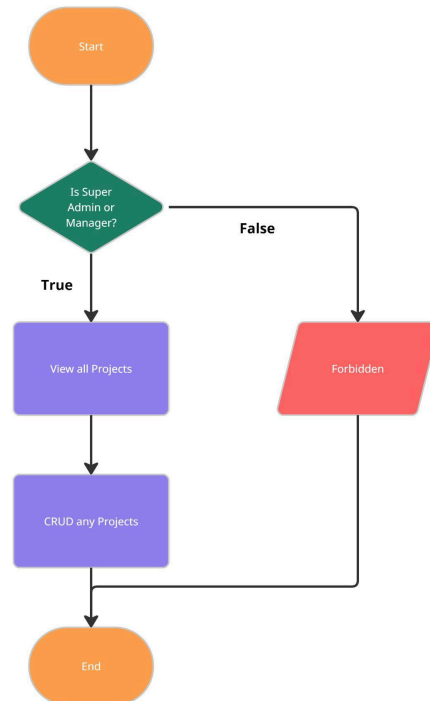 Start
Is Super
Admin or
Manager?
False
True
View all Projects
Forbidden
CRUD any Projects
End